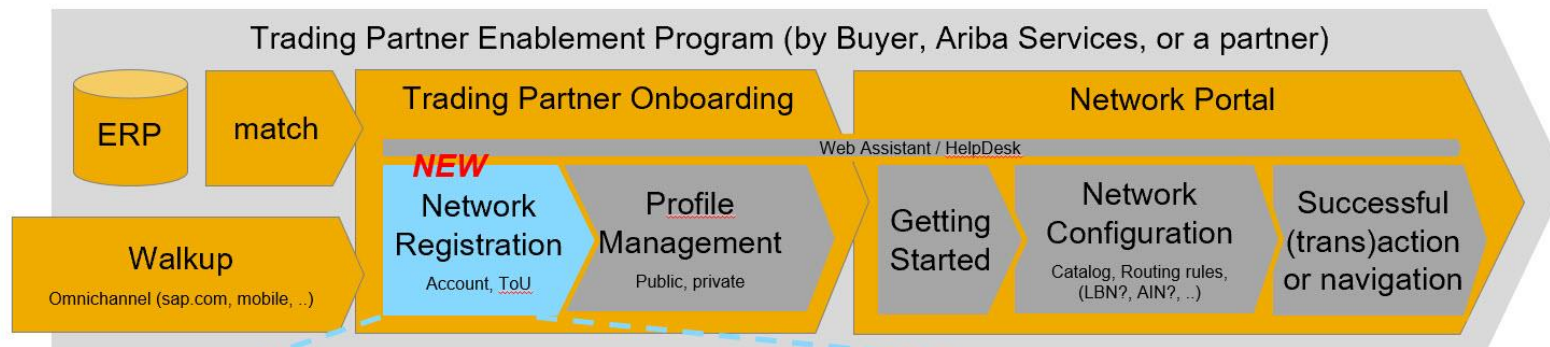 Trading Partner Enablement Program (by Buyer, Ariba Services, or a partner)
ERP
match
Trading Partner Onboarding
Network Portal
Web Assistant / HelpDesk
NEW
Network
Registration
Account, ToU
Profile
Management
Public, private
Getting
Started
Network
Configuration
Catalog, Routing rules,
(LBN?, AIN?, ..)
Successful
(trans)action
or navigation
Walkup
Omnichannel (sap.com, mobile, ..)